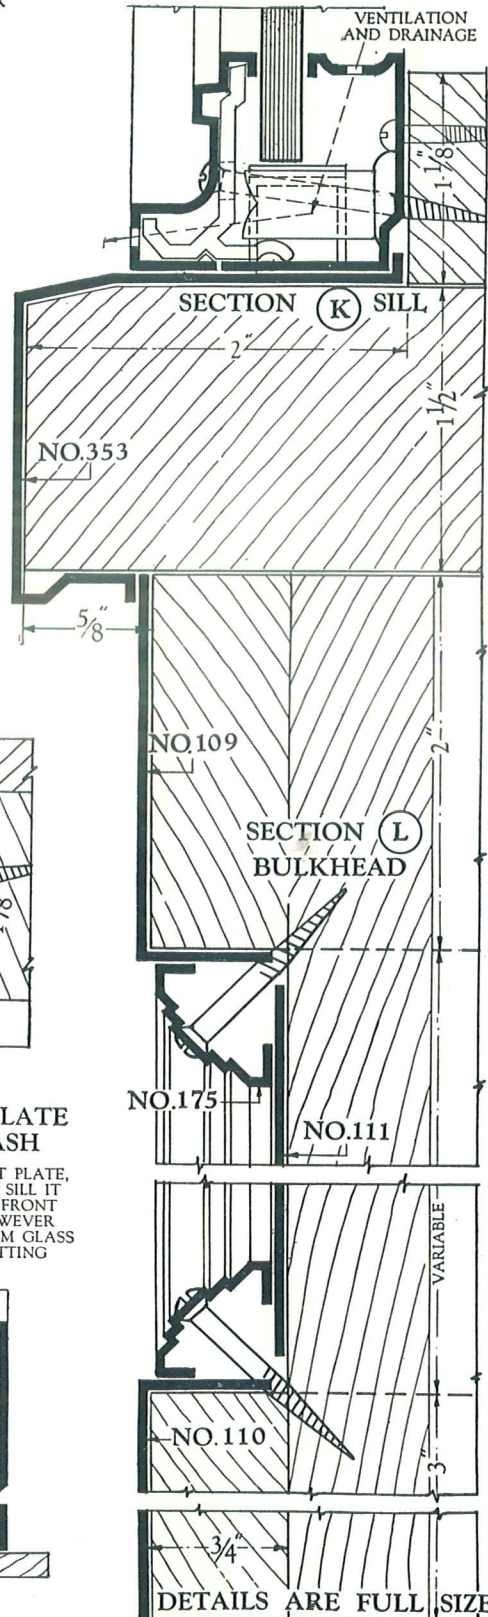 VENTILATION
AND DRAINAGE
1⅛"
SECTION K SILL
2"
1½"
NO.353
⅝"
NO.109
2"
SECTION L
BULKHEAD
NO.175
NO.111
LATE
ASH
T PLATE,
SILL IT
FRONT
WEVER
M GLASS
TTING
VARIABLE
NO.110
3"
¾"
DETAILS ARE FULL SIZE